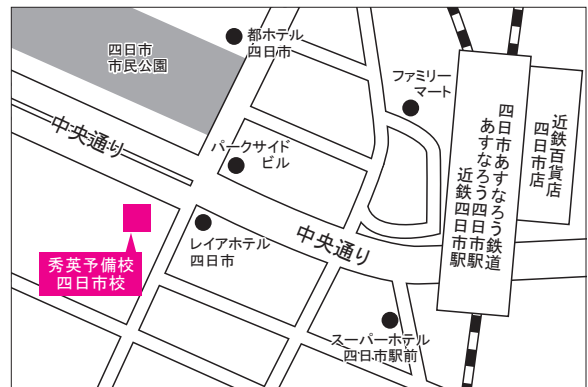 都ホテル
四日市
四日市
市民公園
ファミリー
マート
近鉄百貨店
四日市店
四日市あすなろう鉄道
あすなろう四日市駅
近鉄四日市駅
中央通り
パークサイド
ビル
レイアホテル
四日市
中央通り
秀英予備校
四日市校
スーパーホテル
四日市駅前